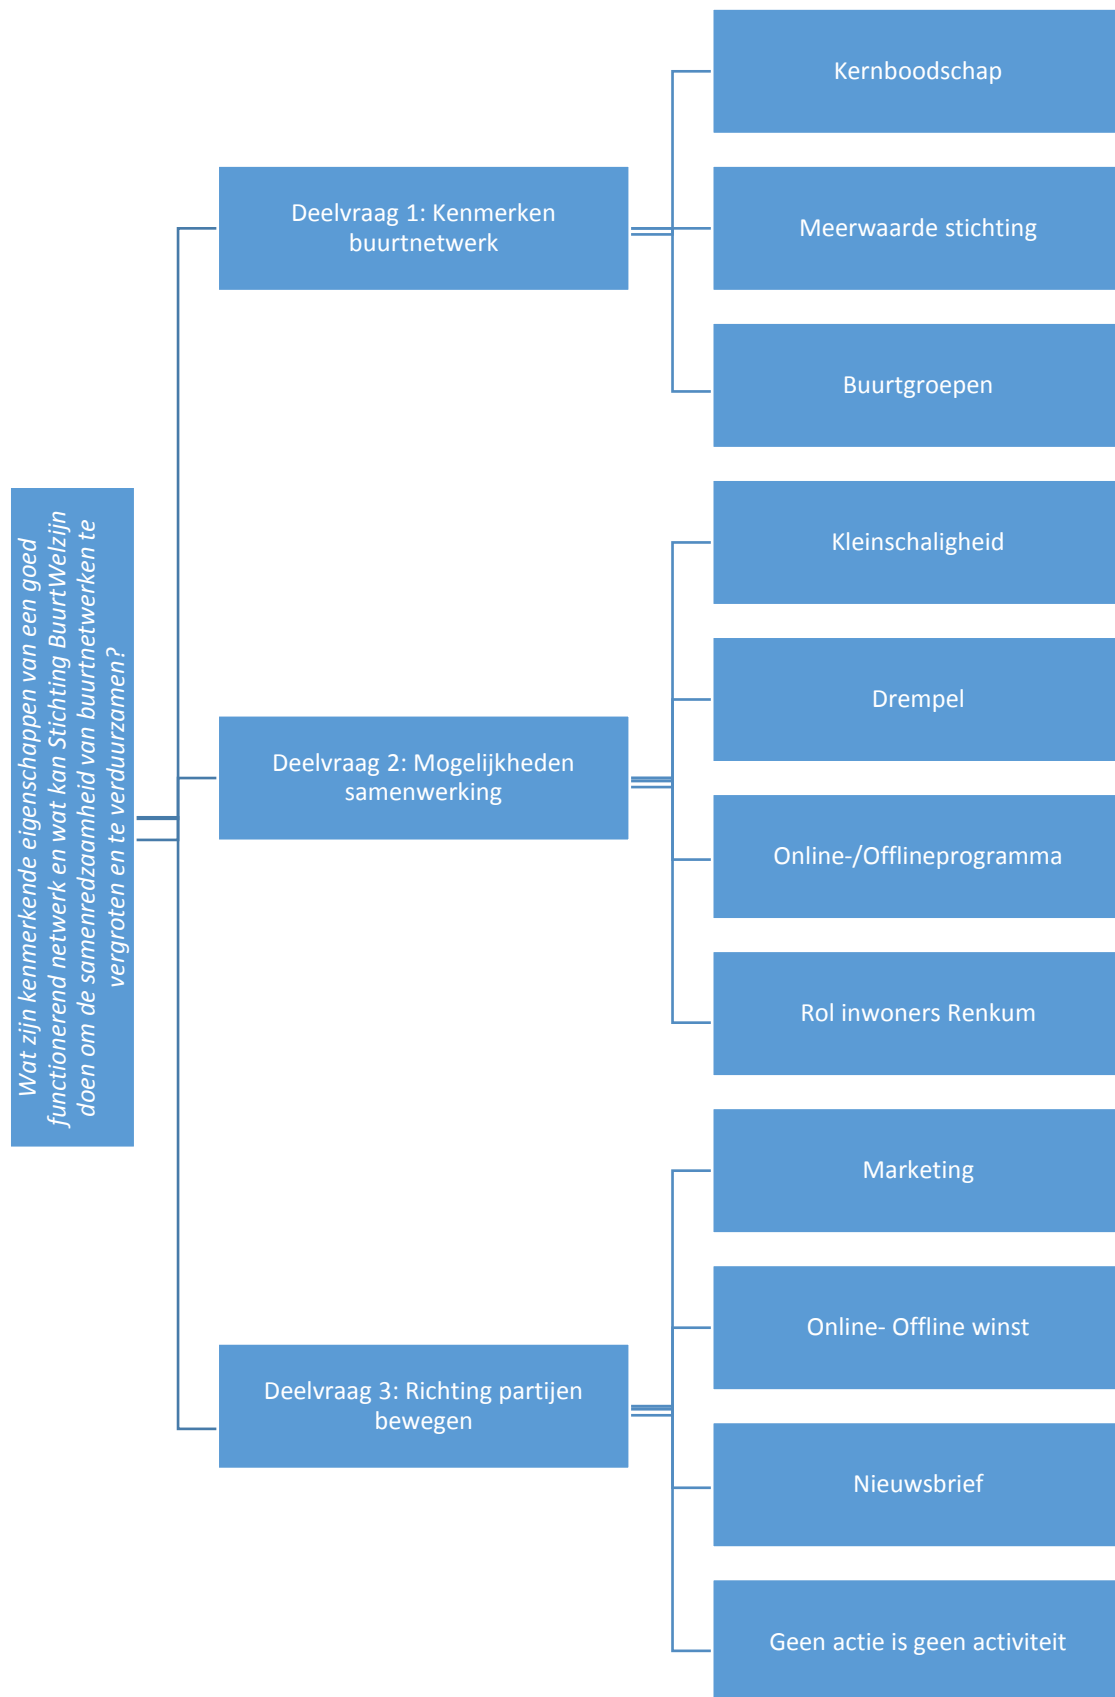 Wat zijn kenmerkende eigenschappen van een goed
functionerend netwerk en wat kan Stichting BuurtWelzijn
doen om de samenredzaamheid van buurtnetwerken te
vergroten en te verduurzamen?
Deelvraag 1: Kenmerken
buurtnetwerk
Kernboodschap
Meerwaarde stichting
Buurtgroepen
Deelvraag 2: Mogelijkheden
samenwerking
Kleinschaligheid
Drempel
Online-/Offlineprogramma
Rol inwoners Renkum
Deelvraag 3: Richting partijen
bewegen
Marketing
Online- Offline winst
Nieuwsbrief
Geen actie is geen activiteit